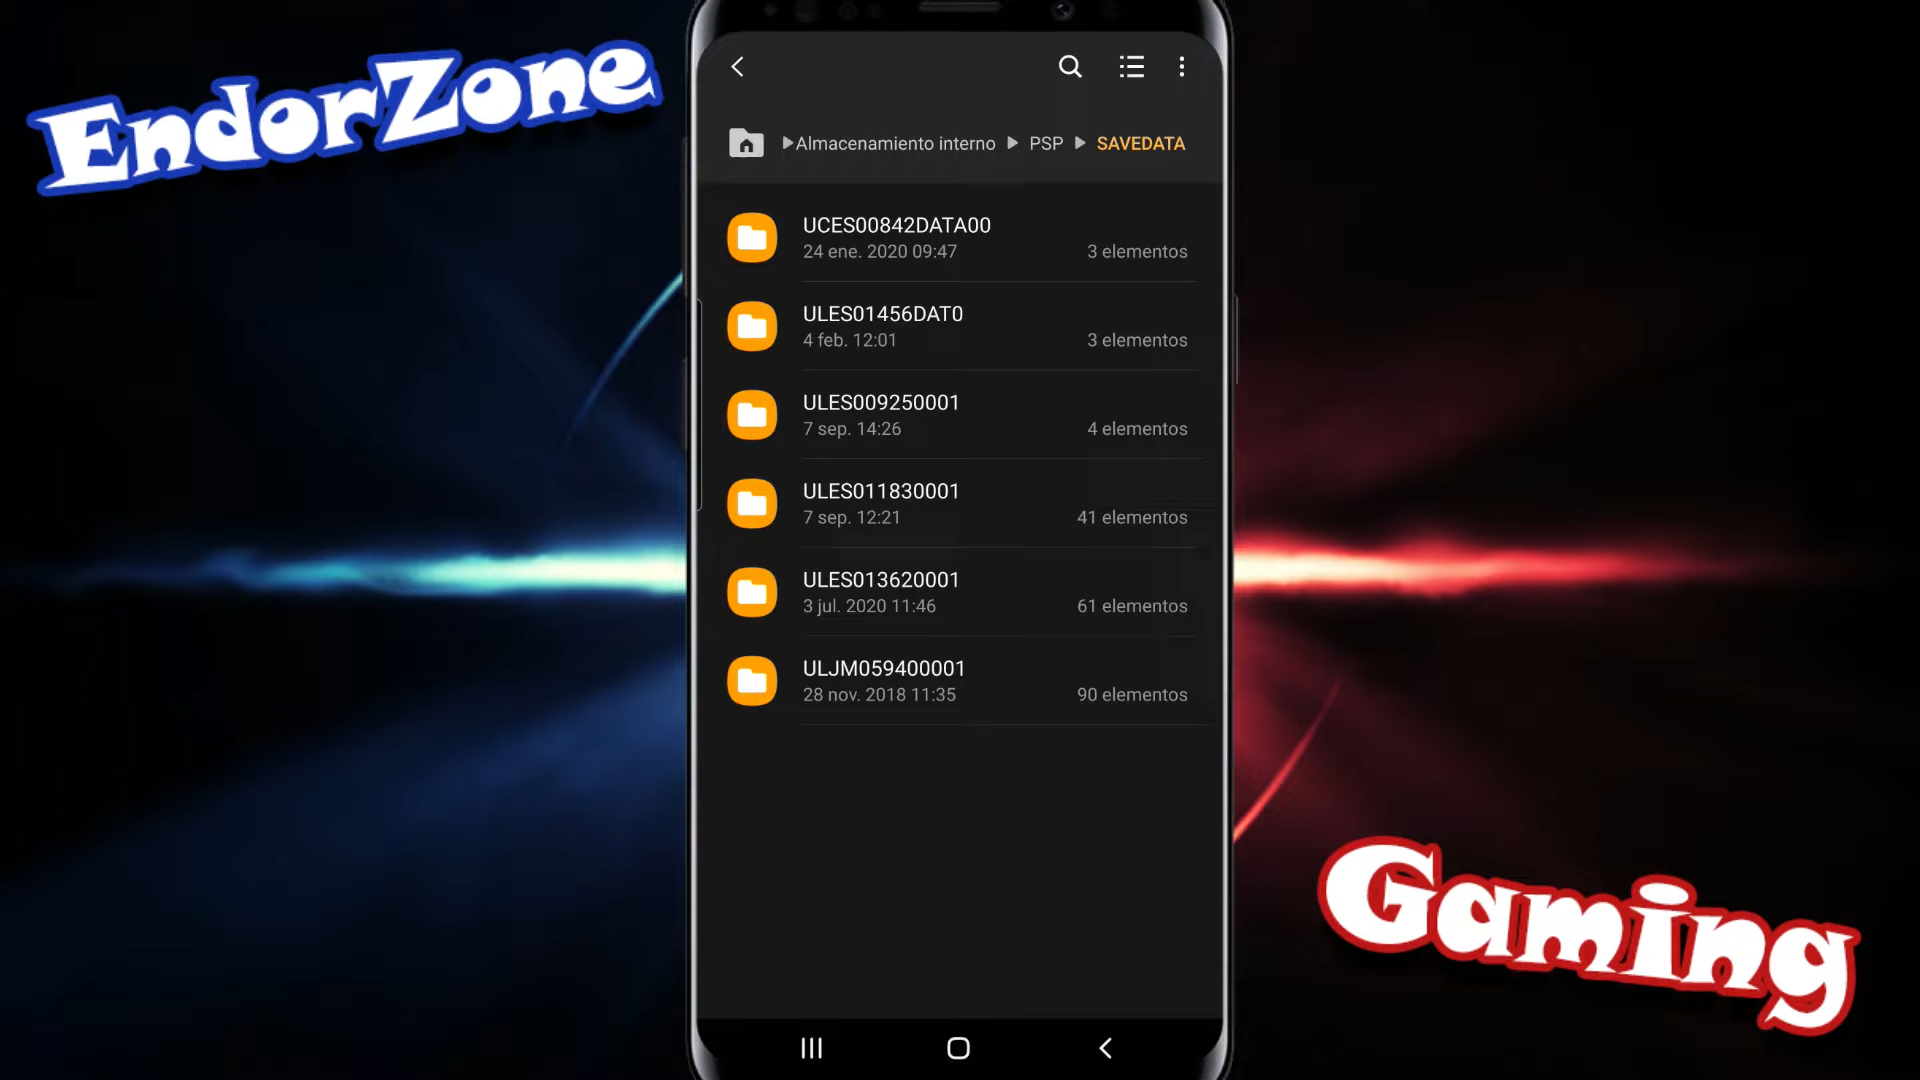 EndorZone
Almacenamiento interno PSP SAVEDATA
UCES00842DATA00
24 ene. 2020 09:47 3 elementos
ULES01456DAT0
4 feb. 12:01 3 elementos
ULES009250001
7 sep. 14:26 4 elementos
ULES011830001
7 sep. 12:21 41 elementos
ULES013620001
3 jul. 2020 11:46 61 elementos
ULJM059400001
28 nov. 2018 11:35 90 elementos
Gaming